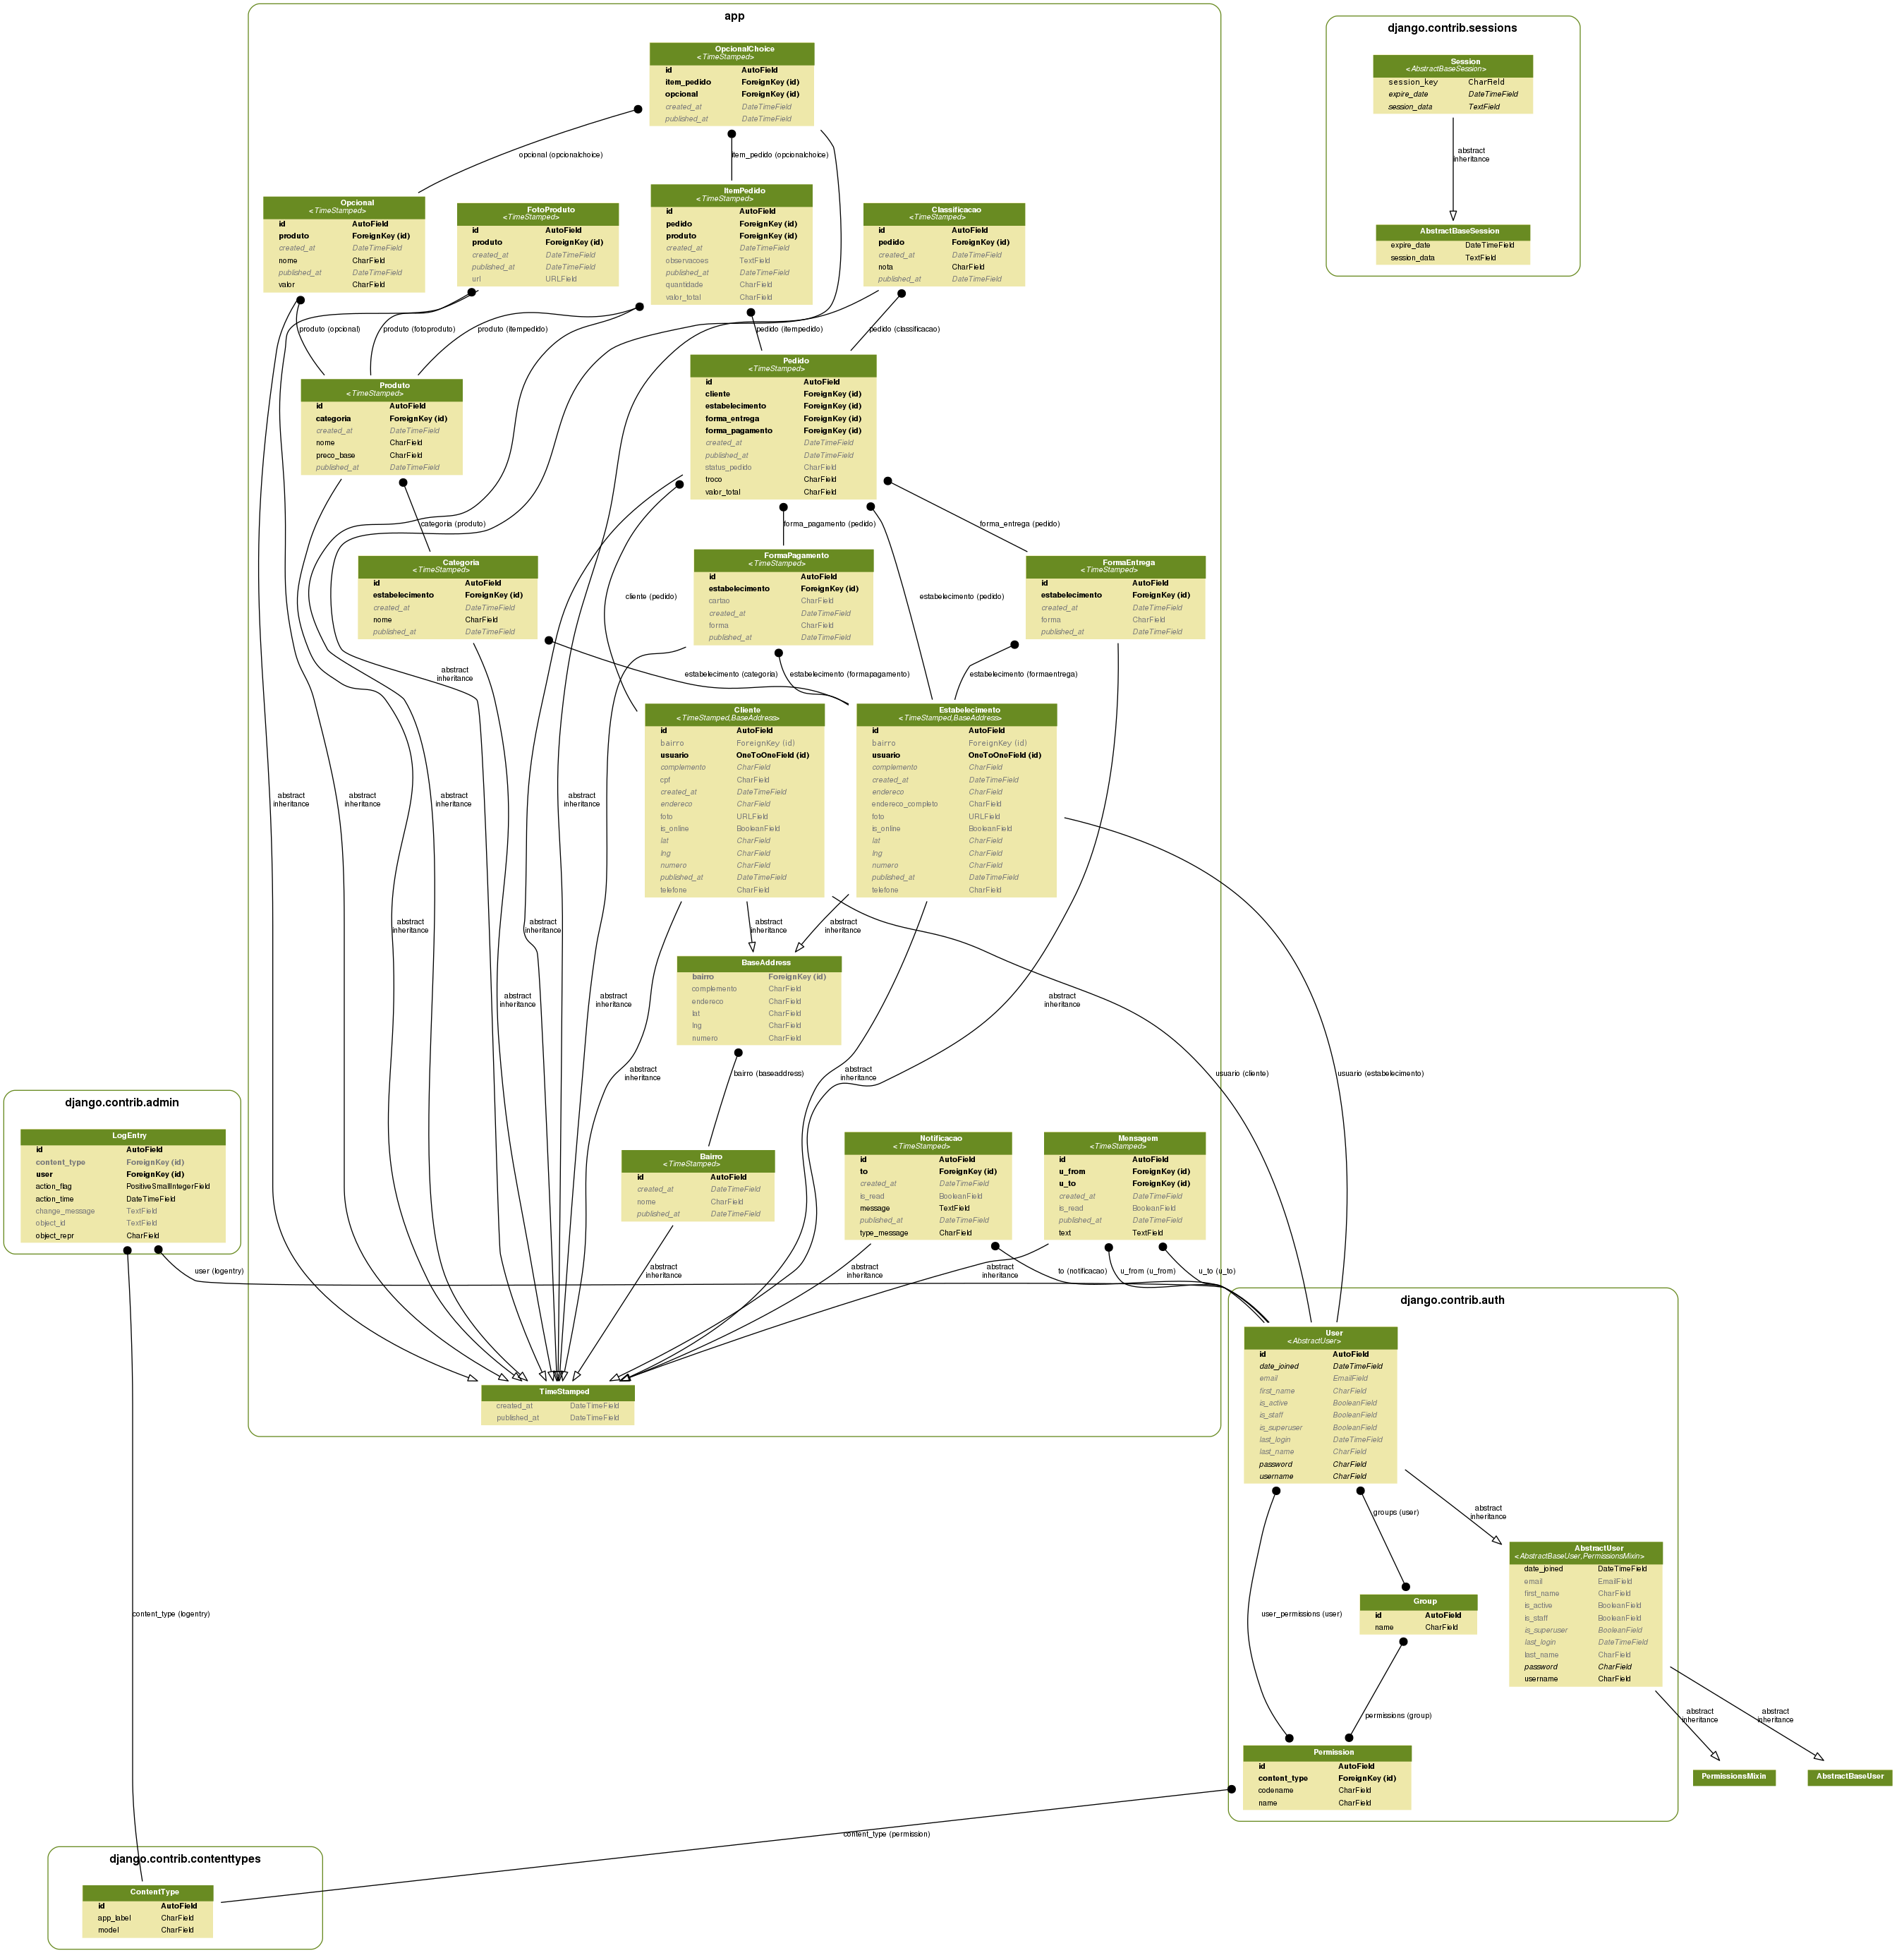 app
OpcionalChoice
<TimeStamped>
id AutoField
item_pedido ForeignKey (id)
opcional ForeignKey (id)
created_at DateTimeField
published_at DateTimeField
django.contrib.sessions
Session
<AbstractBaseSession>
session_key CharField
expire_date DateTimeField
session_data TextField
abstract
inheritance
AbstractBaseSession
expire_date DateTimeField
session_data TextField
opcional (opcionalchoice)
item_pedido (opcionalchoice)
Opcional
<TimeStamped>
id AutoField
produto ForeignKey (id)
created_at DateTimeField
nome CharField
published_at DateTimeField
valor CharField
FotoProduto
<TimeStamped>
id AutoField
produto ForeignKey (id)
created_at DateTimeField
published_at DateTimeField
url URLField
ItemPedido
<TimeStamped>
id AutoField
pedido ForeignKey (id)
produto ForeignKey (id)
created_at DateTimeField
observacoes TextField
published_at DateTimeField
quantidade CharField
valor_total CharField
Classificacao
<TimeStamped>
id AutoField
pedido ForeignKey (id)
created_at DateTimeField
nota CharField
published_at DateTimeField
produto (opcional)
produto (fotoproduto)
produto (itempedido)
pedido (itempedido)
pedido (classificacao)
Produto
<TimeStamped>
id AutoField
categoria ForeignKey (id)
created_at DateTimeField
nome CharField
preco_base CharField
published_at DateTimeField
Pedido
<TimeStamped>
id AutoField
cliente ForeignKey (id)
estabelecimento ForeignKey (id)
forma_entrega ForeignKey (id)
forma_pagamento ForeignKey (id)
created_at DateTimeField
published_at DateTimeField
status_pedido CharField
troco CharField
valor_total CharField
categoria (produto)
forma_pagamento (pedido)
forma_entrega (pedido)
Categoria
<TimeStamped>
id AutoField
estabelecimento ForeignKey (id)
created_at DateTimeField
nome CharField
published_at DateTimeField
cliente (pedido)
FormaPagamento
<TimeStamped>
id AutoField
estabelecimento ForeignKey (id)
cartao CharField
created_at DateTimeField
forma CharField
published_at DateTimeField
estabelecimento (pedido)
FormaEntrega
<TimeStamped>
id AutoField
estabelecimento ForeignKey (id)
created_at DateTimeField
forma CharField
published_at DateTimeField
abstract
inheritance
estabelecimento (categoria)
estabelecimento (formapagamento)
estabelecimento (formaentrega)
Cliente
<TimeStamped,BaseAddress>
id AutoField
bairro ForeignKey (id)
usuario OneToOneField (id)
complemento CharField
cpf CharField
created_at DateTimeField
endereco CharField
foto URLField
is_online BooleanField
lat CharField
lng CharField
numero CharField
published_at DateTimeField
telefone CharField
Estabelecimento
<TimeStamped,BaseAddress>
id AutoField
bairro ForeignKey (id)
usuario OneToOneField (id)
complemento CharField
created_at DateTimeField
endereco CharField
endereco_completo CharField
foto URLField
is_online BooleanField
lat CharField
lng CharField
numero CharField
published_at DateTimeField
telefone CharField
abstract
inheritance
abstract
inheritance
abstract
inheritance
abstract
inheritance
abstract
inheritance
abstract
inheritance
abstract
inheritance
abstract
inheritance
BaseAddress
bairro ForeignKey (id)
complemento CharField
endereco CharField
lat CharField
lng CharField
numero CharField
abstract
inheritance
abstract
inheritance
abstract
inheritance
abstract
inheritance
bairro (baseaddress)
abstract
inheritance
usuario (cliente)
usuario (estabelecimento)
django.contrib.admin
LogEntry
id AutoField
content_type ForeignKey (id)
user ForeignKey (id)
action_flag PositiveSmallIntegerField
action_time DateTimeField
change_message TextField
object_id TextField
object_repr CharField
Bairro
<TimeStamped>
id AutoField
created_at DateTimeField
nome CharField
published_at DateTimeField
Notificacao
<TimeStamped>
id AutoField
to ForeignKey (id)
created_at DateTimeField
is_read BooleanField
message TextField
published_at DateTimeField
type_message CharField
Mensagem
<TimeStamped>
id AutoField
u_from ForeignKey (id)
u_to ForeignKey (id)
created_at DateTimeField
is_read BooleanField
published_at DateTimeField
text TextField
user (logentry)
abstract
inheritance
abstract
inheritance
abstract
inheritance
to (notificacao)
u_from (u_from)
u_to (u_to)
TimeStamped
created_at DateTimeField
published_at DateTimeField
django.contrib.auth
User
<AbstractUser>
id AutoField
date_joined DateTimeField
email EmailField
first_name CharField
is_active BooleanField
is_staff BooleanField
is_superuser BooleanField
last_login DateTimeField
last_name CharField
password CharField
username CharField
groups (user)
abstract
inheritance
AbstractUser
<AbstractBaseUser,PermissionsMixin>
date_joined DateTimeField
email EmailField
first_name CharField
is_active BooleanField
is_staff BooleanField
is_superuser BooleanField
last_login DateTimeField
last_name CharField
password CharField
username CharField
content_type (logentry)
user_permissions (user)
Group
id AutoField
name CharField
permissions (group)
abstract
inheritance
abstract
inheritance
Permission
id AutoField
content_type ForeignKey (id)
codename CharField
name CharField
PermissionsMixin
AbstractBaseUser
content_type (permission)
django.contrib.contenttypes
ContentType
id AutoField
app_label CharField
model CharField